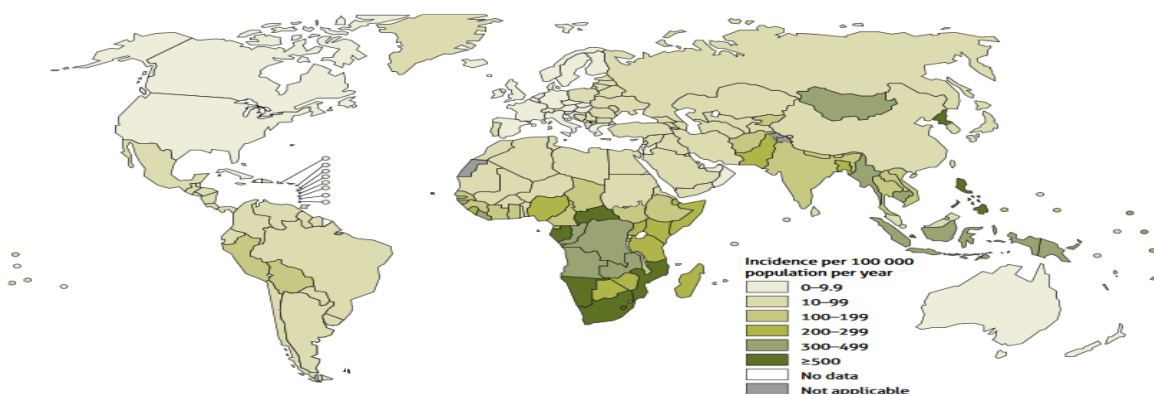 Incidence per 100 000
population per year
0–9.9
10–99
100–199
200–299
300–499
≥500
No data
Not applicable